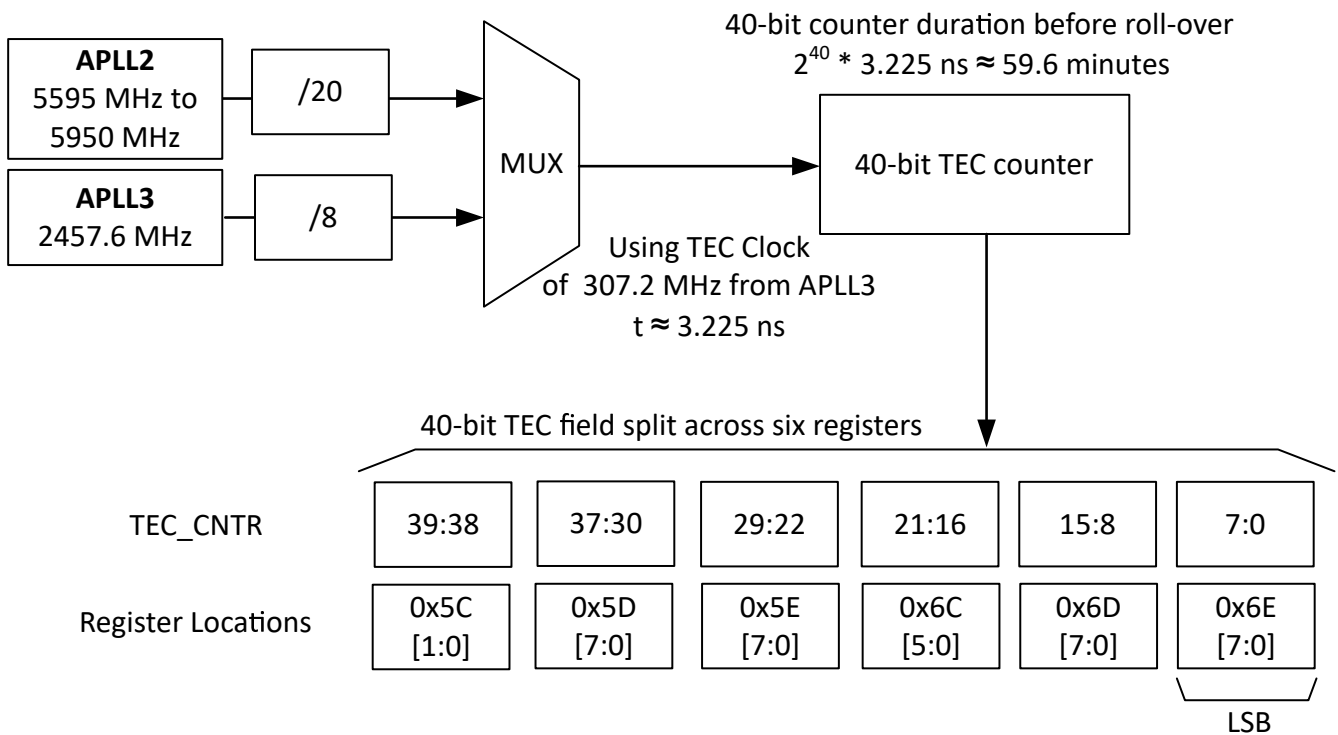 40-bit counter duration before roll-over
2^40 * 3.225 ns ≈ 59.6 minutes
APLL2
5595 MHz to
5950 MHz
/20
MUX
40-bit TEC counter
APLL3
2457.6 MHz
/8
Using TEC Clock
of 307.2 MHz from APLL3
t ≈ 3.225 ns
40-bit TEC field split across six registers
TEC_CNTR
39:38
37:30
29:22
21:16
15:8
7:0
Register Locations
0x5C
[1:0]
0x5D
[7:0]
0x5E
[7:0]
0x6C
[5:0]
0x6D
[7:0]
0x6E
[7:0]
LSB